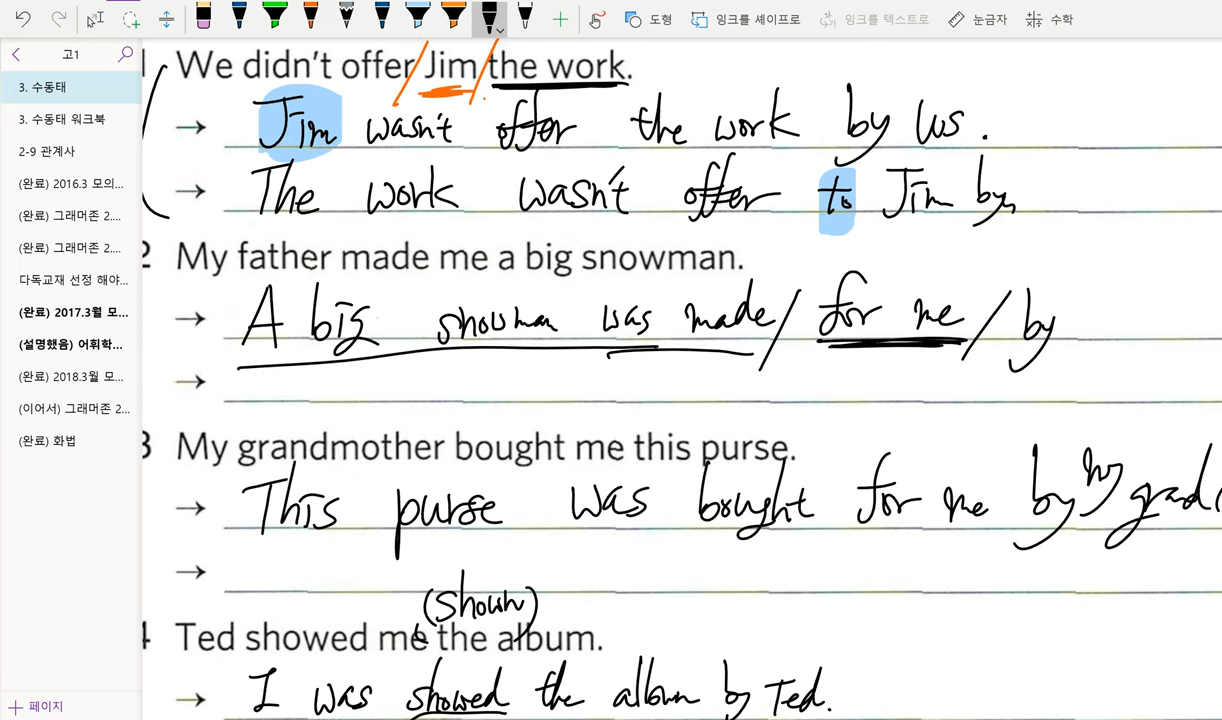 도형
잉크를 셰이프로
잉크를 텍스트로
눈금자
수학
고1
3. 수동태
3. 수동태 워크북
2-9 관계사
(완료) 2016.3 모의...
(완료) 그래머존 2....
(완료) 그래머존 2....
다독교재 선정 해야...
(완료) 2017.3월 모...
(설명했음) 어휘학...
(완료) 2018.3월 모...
(이어서) 그래머존 2...
(완료) 화법
페이지
We didn't offer / Jim / the work.
→ Jim wasn't offer the work by us.
→ The work wasn't offer to Jim by
2 My father made me a big snowman.
→ A big snowman was made / for me / by
→
3 My grandmother bought me this purse.
→ This purse was bought for me by my grand
→
(shown)
4 Ted showed me the album.
→ I was showed the album by Ted.